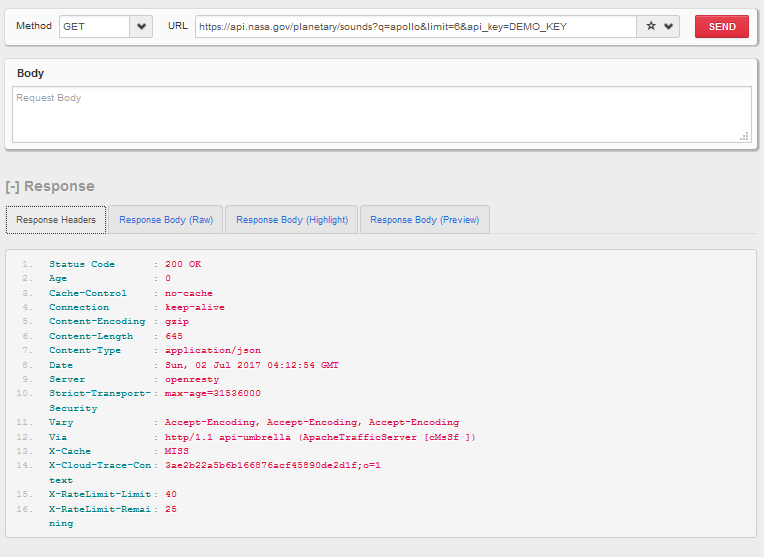 Method GET URL https://api.nasa.gov/planetary/sounds?q=apollo&limit=6&api_key=DEMO_KEY SEND
Body
Request Body
[-] Response
Response Headers Response Body (Raw) Response Body (Highlight) Response Body (Preview)
1. Status Code : 200 OK
2. Age : 0
3. Cache-Control : no-cache
4. Connection : keep-alive
5. Content-Encoding : gzip
6. Content-Length : 645
7. Content-Type : application/json
8. Date : Sun, 02 Jul 2017 04:12:54 GMT
9. Server : openresty
10. Strict-Transport- : max-age=31536000
Security
11. Vary : Accept-Encoding, Accept-Encoding, Accept-Encoding
12. Via : http/1.1 api-umbrella (ApacheTrafficServer [cMsSf ])
13. X-Cache : MISS
14. X-Cloud-Trace-Con : 3ae2b22a5b6b166876acf45890de2d1f;o=1
text
15. X-RateLimit-Limit : 40
16. X-RateLimit-Remai : 25
ning